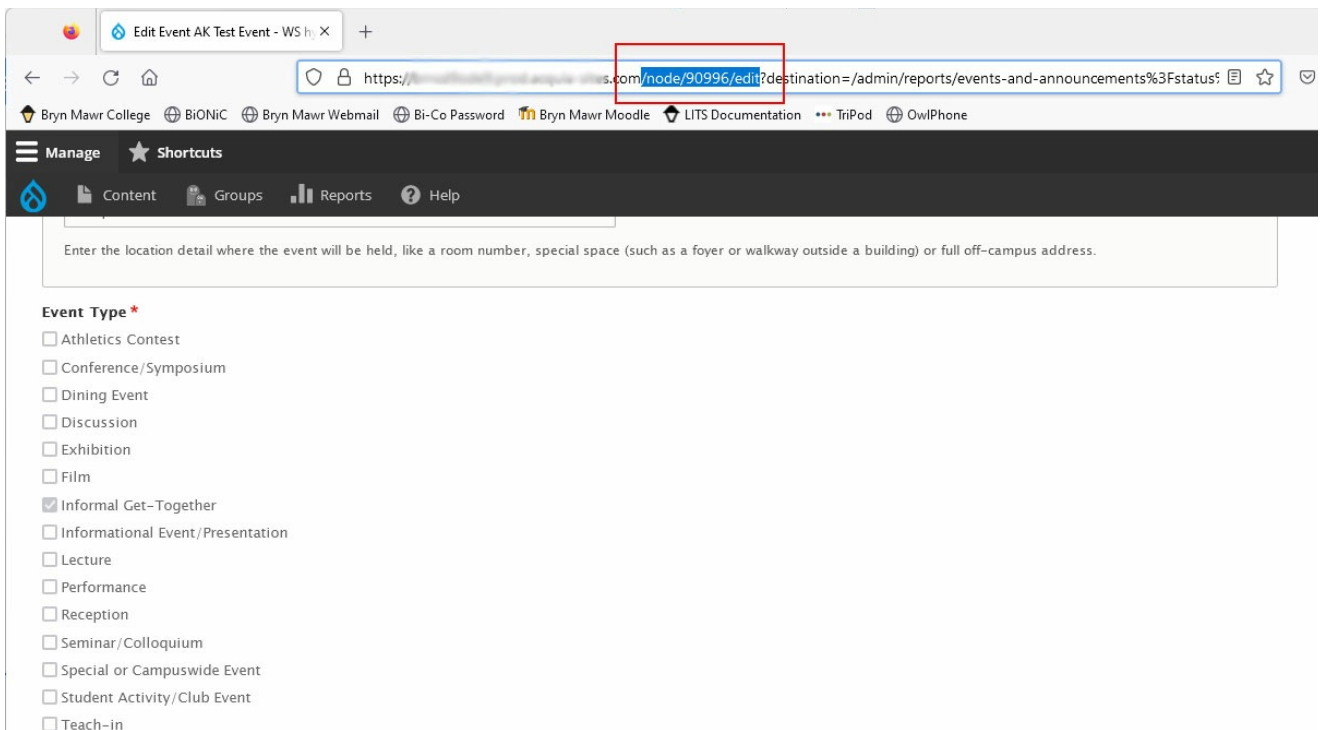 Edit Event AK Test Event - WS h
https:// s.com/node/90996/edit?destination=/admin/reports/events-and-announcements%3Fstatus%
Bryn Mawr College BiONiC Bryn Mawr Webmail Bi-Co Password Bryn Mawr Moodle LITS Documentation TriPod OwlPhone
Manage Shortcuts
Content Groups Reports Help
Enter the location detail where the event will be held, like a room number, special space (such as a foyer or walkway outside a building) or full off-campus address.
Event Type *
Athletics Contest
Conference/Symposium
Dining Event
Discussion
Exhibition
Film
Informal Get-Together
Informational Event/Presentation
Lecture
Performance
Reception
Seminar/Colloquium
Special or Campuswide Event
Student Activity/Club Event
Teach-in